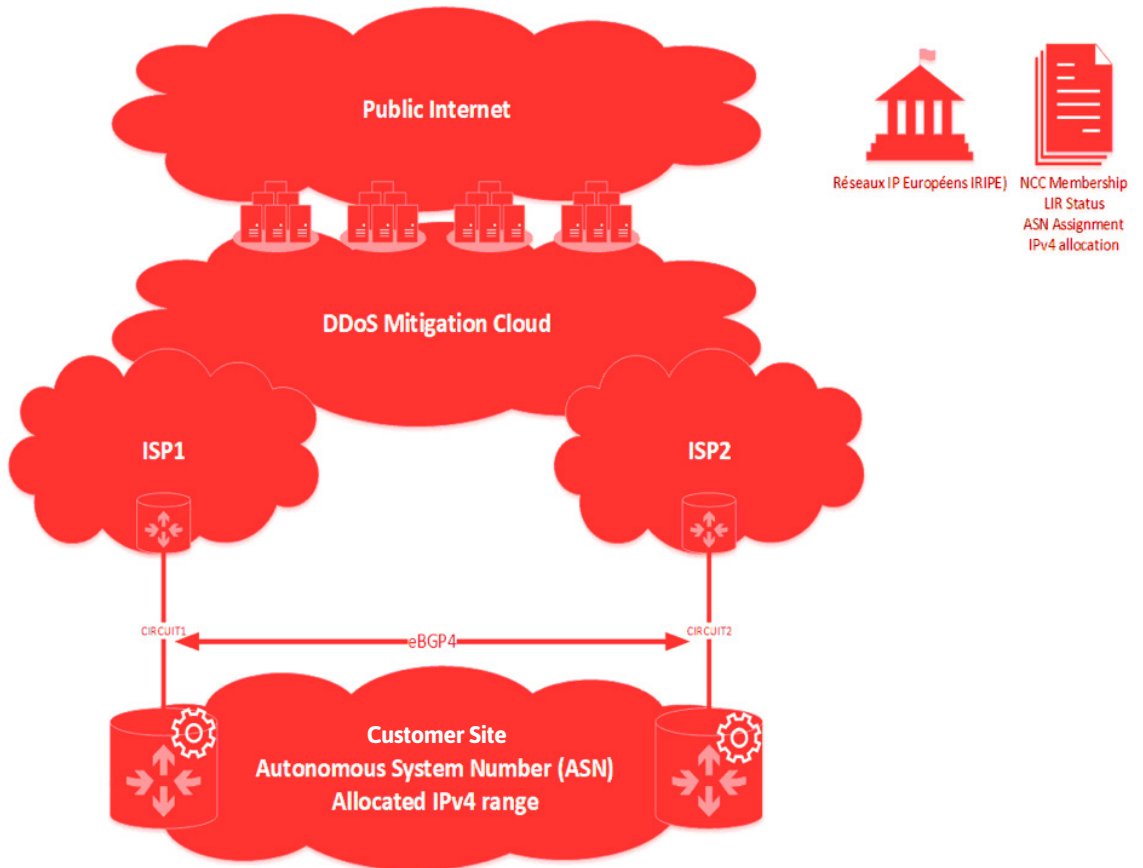 Public Internet
Réseaux IP Européens IRIPE)
NCC Membership
LIR Status
ASN Assignment
IPv4 allocation
DDoS Mitigation Cloud
ISP1
ISP2
CIRCUIT1
eBGP4
CIRCUIT2
Customer Site
Autonomous System Number (ASN)
Allocated IPv4 range